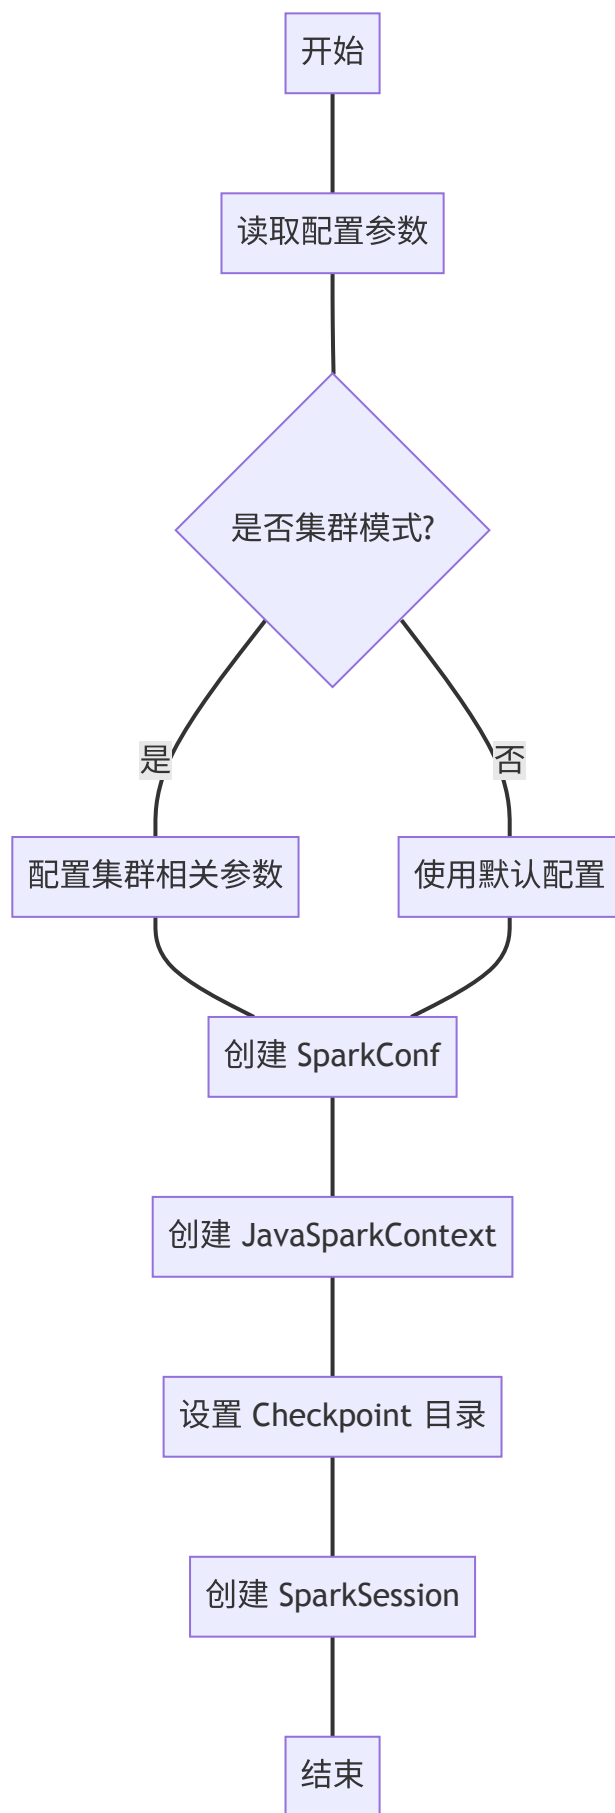 开始
读取配置参数
是否集群模式?
是
否
配置集群相关参数
使用默认配置
创建 SparkConf
创建 JavaSparkContext
设置 Checkpoint 目录
创建 SparkSession
结束